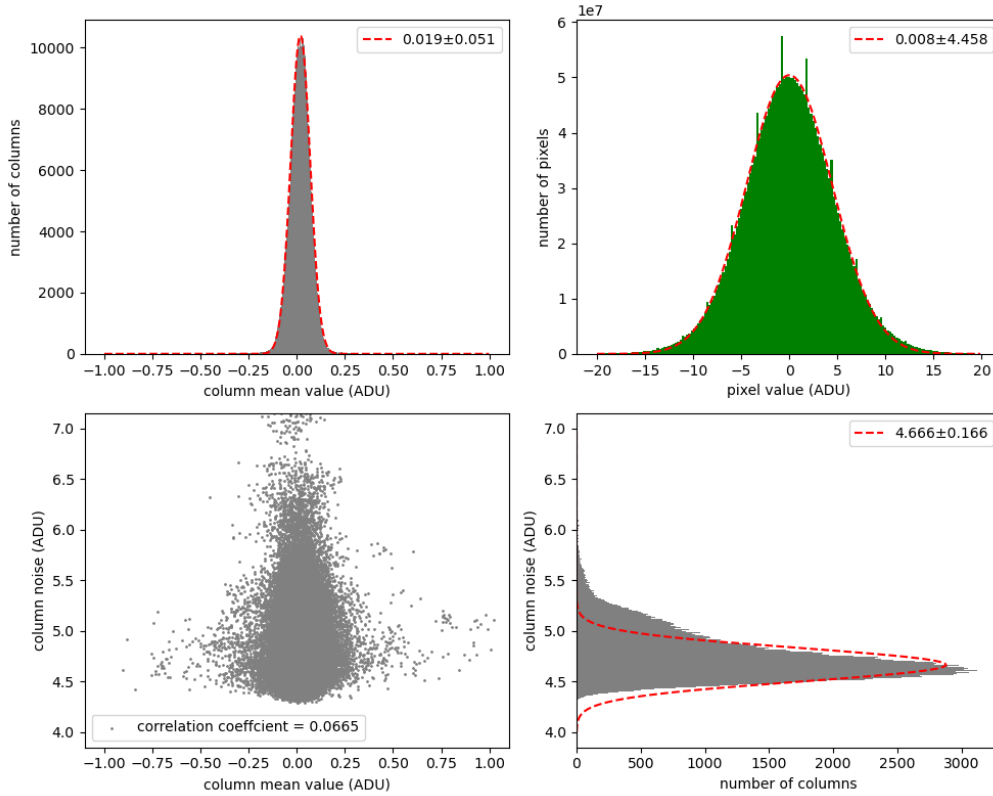 0.019±0.051
number of columns
0
2000
4000
6000
8000
10000
−1.00 −0.75 −0.50 −0.25 0.00 0.25 0.50 0.75 1.00
column mean value (ADU)
1e7
0.008±4.458
number of pixels
0
1
2
3
4
5
6
−20 −15 −10 −5 0 5 10 15 20
pixel value (ADU)
column noise (ADU)
7.0
6.5
6.0
5.5
5.0
4.5
4.0
correlation coeffcient = 0.0665
−1.00 −0.75 −0.50 −0.25 0.00 0.25 0.50 0.75 1.00
column mean value (ADU)
4.666±0.166
column noise (ADU)
7.0
6.5
6.0
5.5
5.0
4.5
4.0
0 500 1000 1500 2000 2500 3000
number of columns